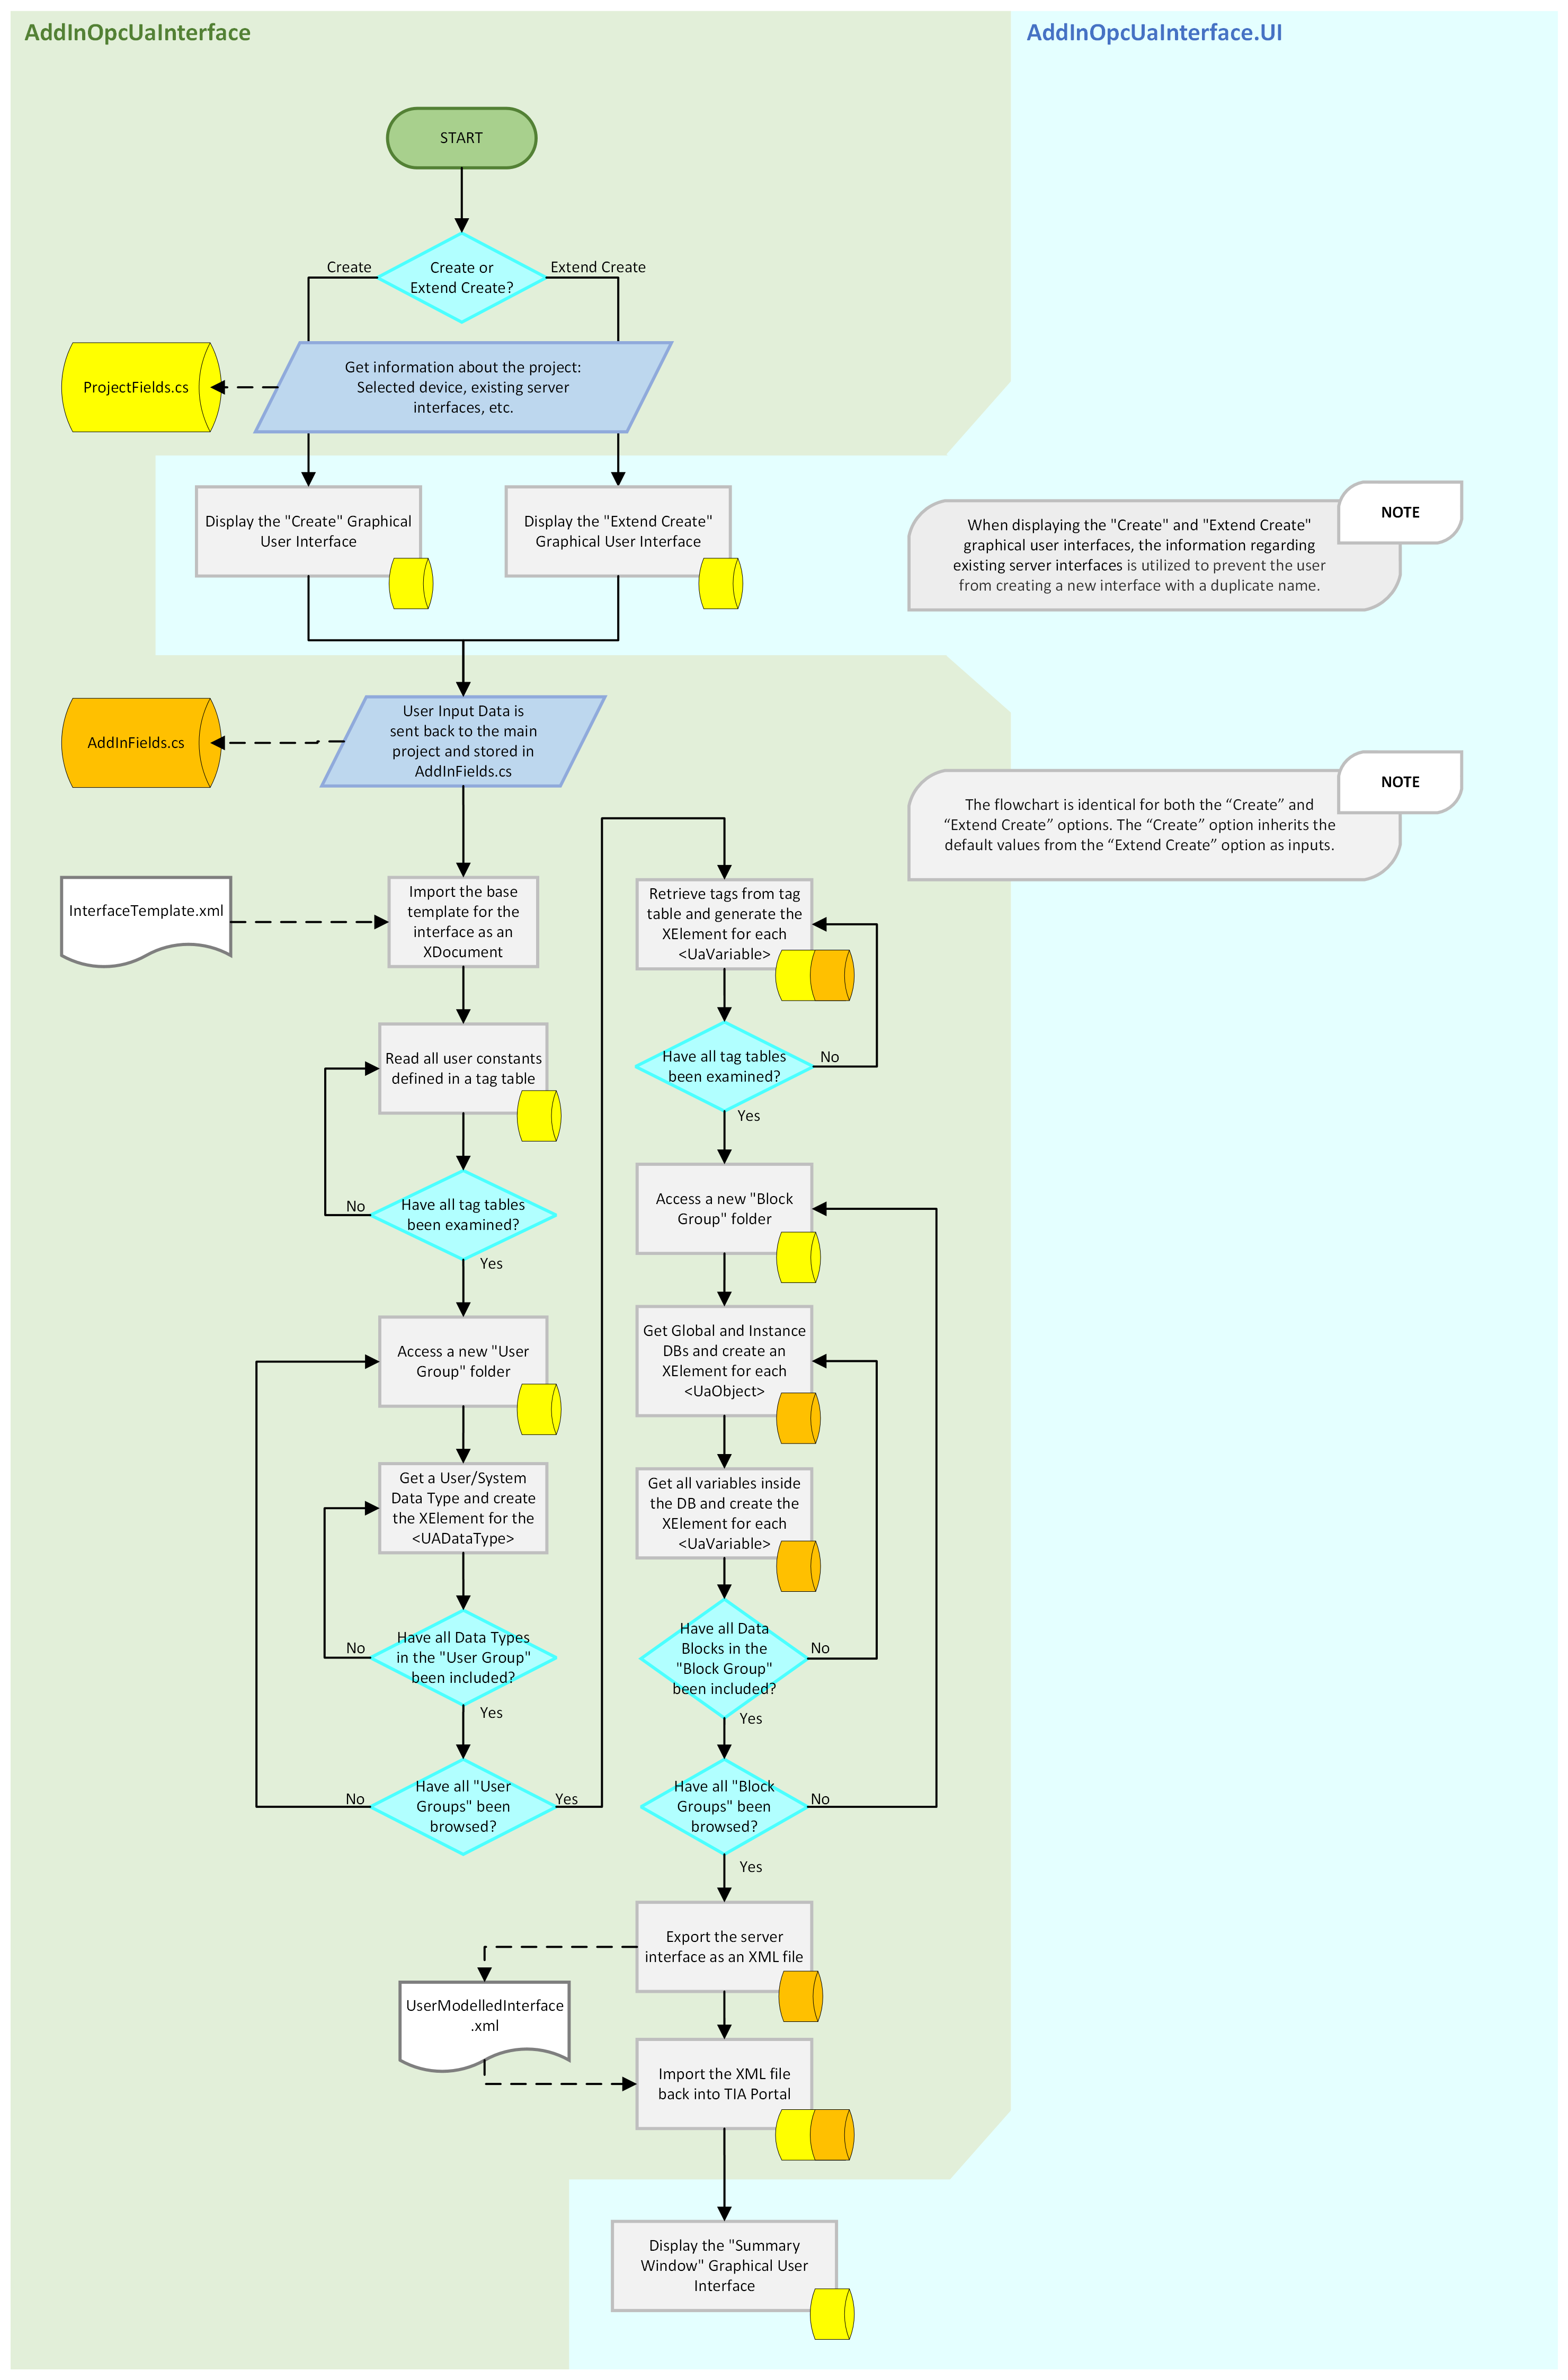 AddInOpcUaInterface
AddInOpcUaInterface.UI
START
Create or
Extend Create?
Create
Extend Create
Get information about the project:
Selected device, existing server
interfaces, etc.
ProjectFields.cs
Display the "Create" Graphical
User Interface
Display the "Extend Create"
Graphical User Interface
NOTE
When displaying the "Create" and "Extend Create"
graphical user interfaces, the information regarding
existing server interfaces is utilized to prevent the user
from creating a new interface with a duplicate name.
User Input Data is
sent back to the main
project and stored in
AddInFields.cs
AddInFields.cs
NOTE
The flowchart is identical for both the “Create” and
“Extend Create” options. The “Create” option inherits the
default values from the “Extend Create” option as inputs.
InterfaceTemplate.xml
Import the base
template for the
interface as an
XDocument
Read all user constants
defined in a tag table
Have all tag tables
been examined?
No
Yes
Access a new "User
Group" folder
Get a User/System
Data Type and create
the XElement for the
<UADataType>
Have all Data Types
in the "User Group"
been included?
No
Yes
Have all "User
Groups" been
browsed?
No
Yes
Retrieve tags from tag
table and generate the
XElement for each
<UaVariable>
Have all tag tables
been examined?
No
Yes
Access a new "Block
Group" folder
Get Global and Instance
DBs and create an
XElement for each
<UaObject>
Get all variables inside
the DB and create the
XElement for each
<UaVariable>
Have all Data
Blocks in the
"Block Group"
been included?
No
Yes
Have all "Block
Groups" been
browsed?
No
Yes
Export the server
interface as an XML file
UserModelledInterface
.xml
Import the XML file
back into TIA Portal
Display the "Summary
Window" Graphical User
Interface